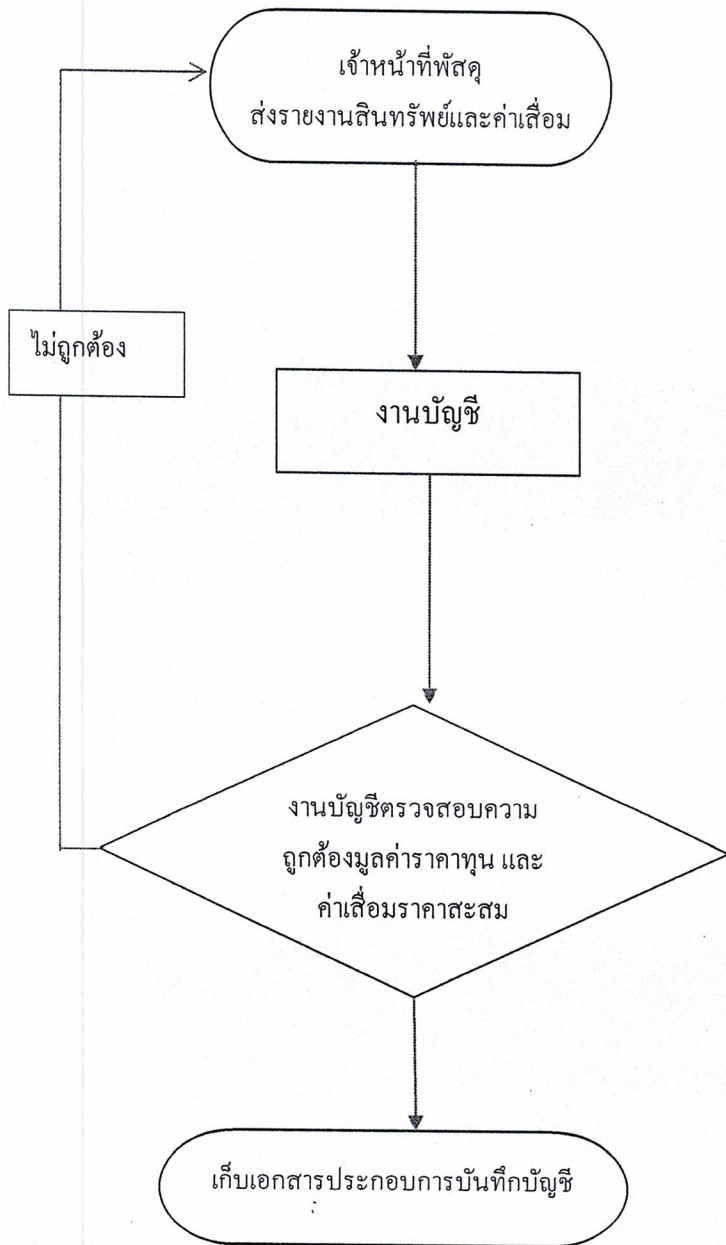 เจ้าหน้าที่พัสดุ
ส่งรายงานสินทรัพย์และค่าเสื่อม
ไม่ถูกต้อง
งานบัญชี
งานบัญชีตรวจสอบความ
ถูกต้องมูลค่าราคาทุน และ
ค่าเสื่อมราคาสะสม
เก็บเอกสารประกอบการบันทึกบัญชี